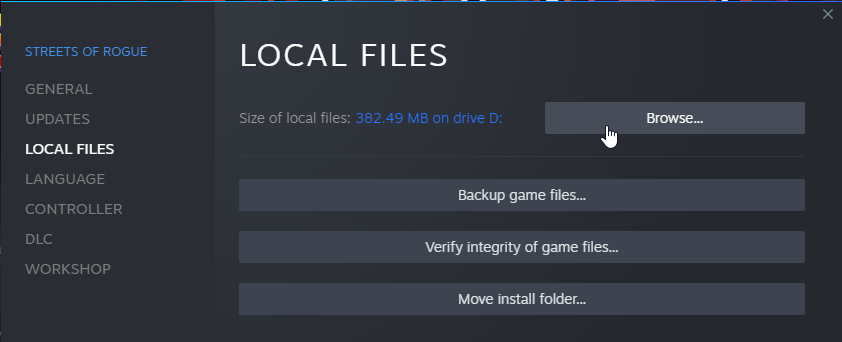 STREETS OF ROGUE
GENERAL
UPDATES
LOCAL FILES
LANGUAGE
CONTROLLER
DLC
WORKSHOP
LOCAL FILES
Size of local files: 382.49 MB on drive D:
Browse...
Backup game files...
Verify integrity of game files...
Move install folder...